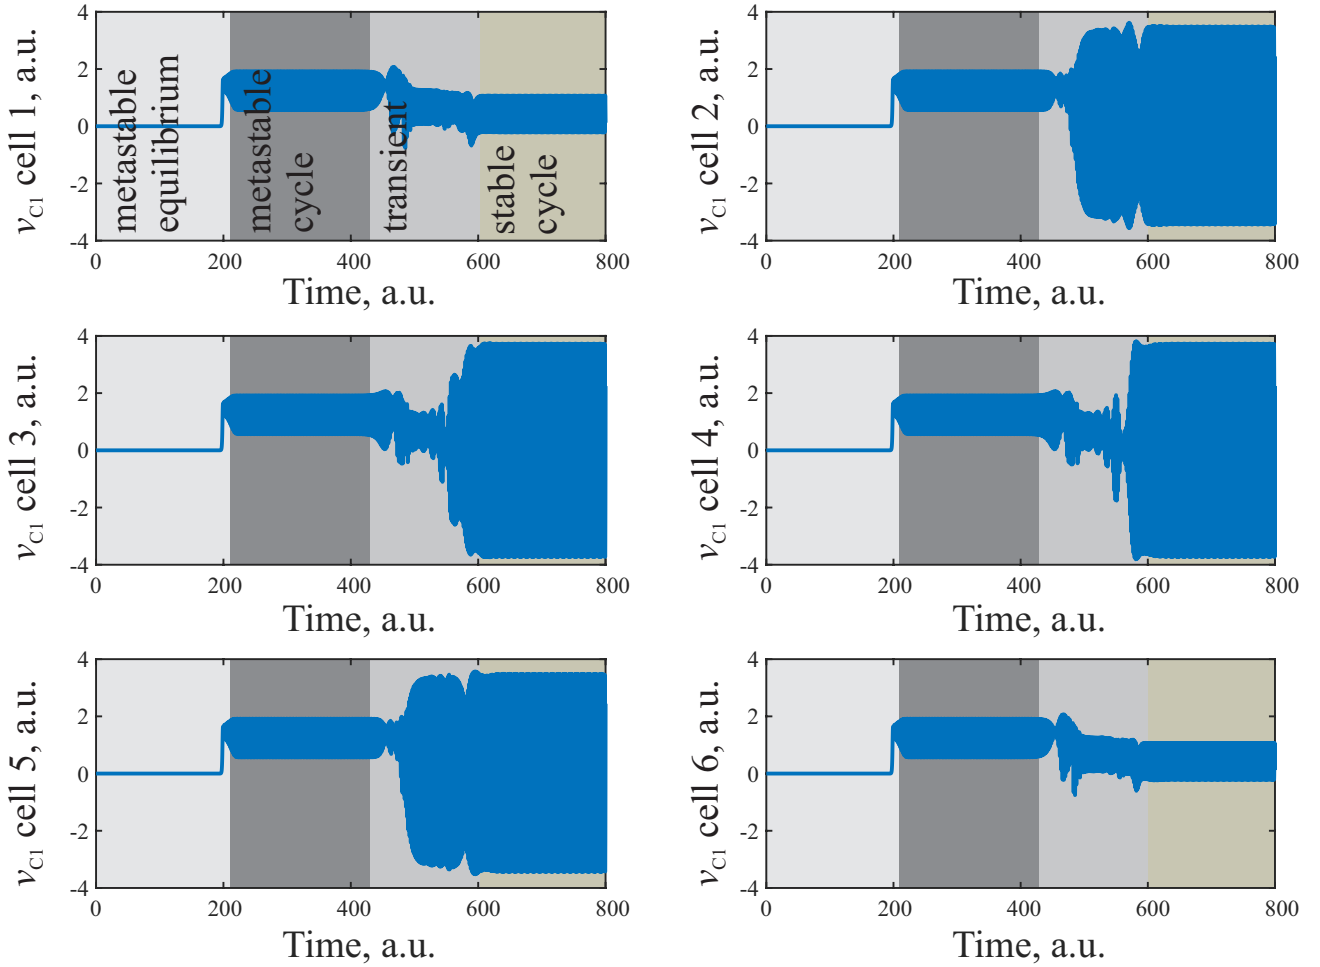 v_C1 cell 1, a.u.
4
2
0
-2
-4
metastable
equilibrium
metastable
cycle
transient
stable
cycle
0 200 400 600 800
Time, a.u.
v_C1 cell 2, a.u.
4
2
0
-2
-4
0 200 400 600 800
Time, a.u.
v_C1 cell 3, a.u.
4
2
0
-2
-4
0 200 400 600 800
Time, a.u.
v_C1 cell 4, a.u.
4
2
0
-2
-4
0 200 400 600 800
Time, a.u.
v_C1 cell 5, a.u.
4
2
0
-2
-4
0 200 400 600 800
Time, a.u.
v_C1 cell 6, a.u.
4
2
0
-2
-4
0 200 400 600 800
Time, a.u.